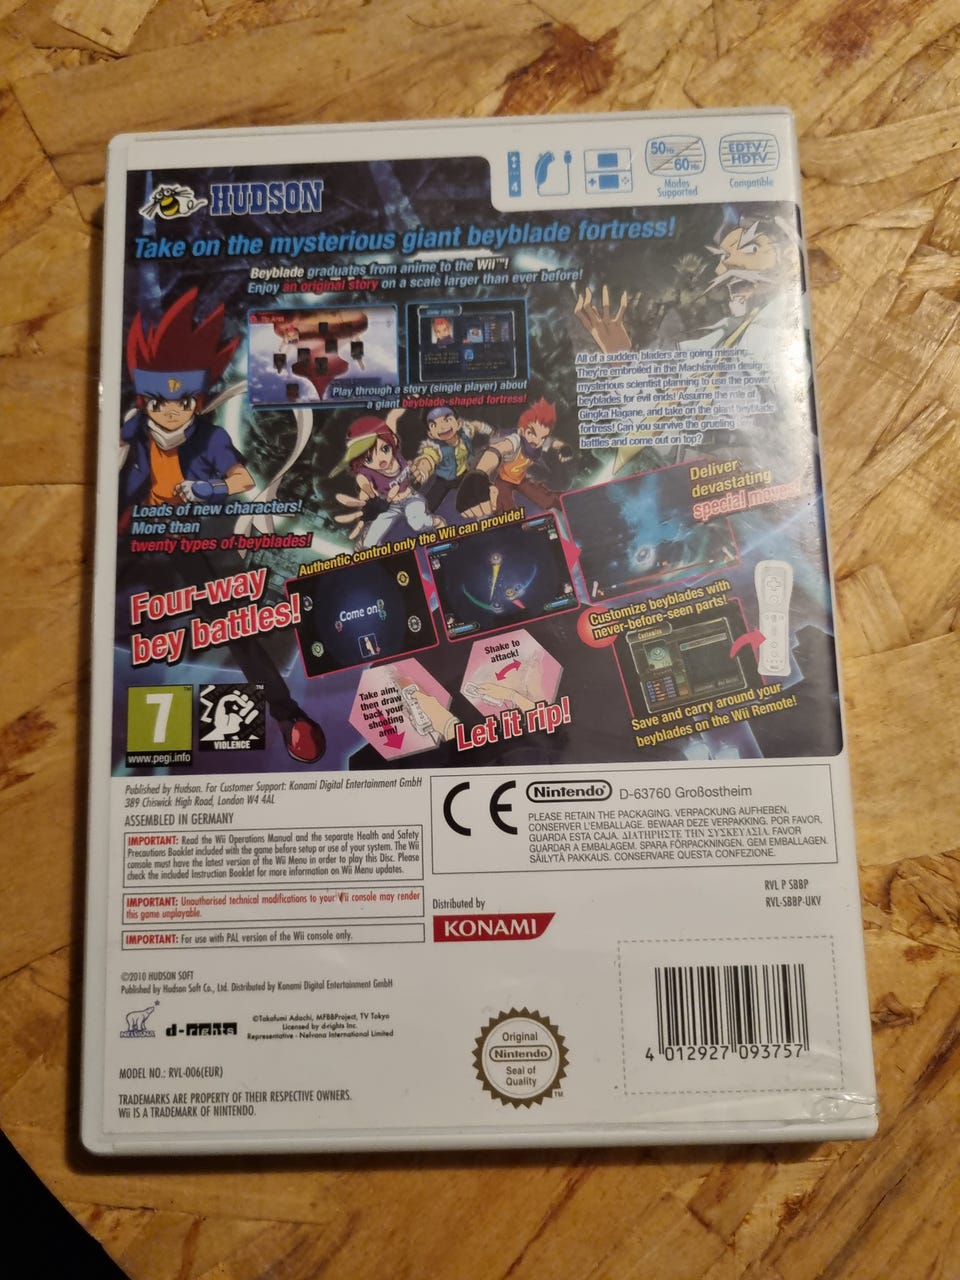 HUDSON
4
50Hz
60Hz
Modes
Supported
EDTV/
HDTV
Compatible
Take on the mysterious giant beyblade fortress!
Beyblade graduates from anime to the Wii™!
Enjoy an original story on a scale larger than ever before!
Play through a story (single player) about
a giant beyblade-shaped fortress!
All of a sudden, bladers are going missing...
They're embroiled in the Machiavellian design
mysterious scientist planning to use the power
beyblades for evil ends! Assume the role of
Gingka Hagane, and take on the giant beyblade
fortress! Can you survive the grueling
battles and come out on top?
Loads of new characters!
More than
twenty types of beyblades!
Deliver
devastating
special moves!
Authentic control only the Wii can provide!
Four-way
bey battles!
Come on!
Customize beyblades with
never-before-seen parts!
Customize
Take aim,
then draw
back your
shooting
arm!
Shake to
attack!
Let it rip!
Save and carry around your
beyblades on the Wii Remote!
7
™
www.pegi.info
VIOLENCE
™
Published by Hudson. For Customer Support: Konami Digital Entertainment GmbH
389 Chiswick High Road, London W4 4AL
ASSEMBLED IN GERMANY
IMPORTANT: Read the Wii Operations Manual and the separate Health and Safety
Precautions Booklet included with the game before setup or use of your system. The Wii
console must have the latest version of the Wii Menu in order to play this Disc. Please
check the included Instruction Booklet for more information on Wii Menu updates.
IMPORTANT: Unauthorised technical modifications to your Wii console may render
this game unplayable.
IMPORTANT: For use with PAL version of the Wii console only.
CE
Nintendo® D-63760 Großostheim
PLEASE RETAIN THE PACKAGING. VERPACKUNG AUFHEBEN.
CONSERVER L'EMBALLAGE. BEWAAR DEZE VERPAKKING. POR FAVOR,
GUARDA ESTA CAJA. ΔΙΑΤΗΡΗΣΤΕ ΤΗΝ ΣΥΣΚΕΥΑΣΙΑ. FAVOR
GUARDAR A EMBALAGEM. SPARA FÖRPACKNINGEN. GEM EMBALLAGEN.
SÄILYTÄ PAKKAUS. CONSERVARE QUESTA CONFEZIONE.
RVL P SBBP
RVL-SBBP-UKV
Distributed by
KONAMI
©2010 HUDSON SOFT
Published by Hudson Soft Co., Ltd. Distributed by Konami Digital Entertainment GmbH
NELVANA
d-rights
©Takafumi Adachi, MFBBProject, TV Tokyo
Licensed by d-rights Inc.
Representative - Nelvana International Limited
MODEL NO.: RVL-006(EUR)
TRADEMARKS ARE PROPERTY OF THEIR RESPECTIVE OWNERS.
Wii IS A TRADEMARK OF NINTENDO.
Original
Nintendo
Seal of
Quality
TM
4 012927 093757